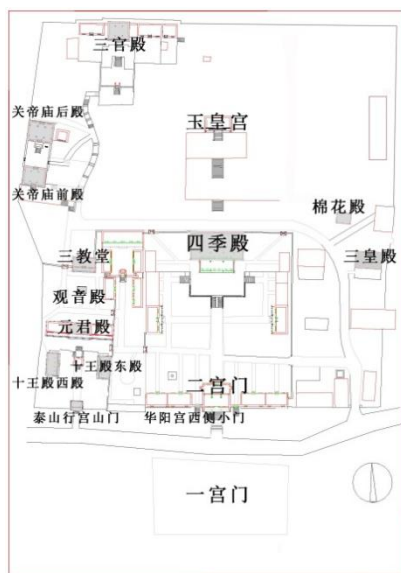 三官殿
关帝庙后殿
玉皇宫
关帝庙前殿
棉花殿
四季殿
三教堂
三皇殿
观音殿
元君殿
十王殿东殿
十王殿西殿
二宫门
泰山行宫山门
华阳宫西侧小门
一宫门